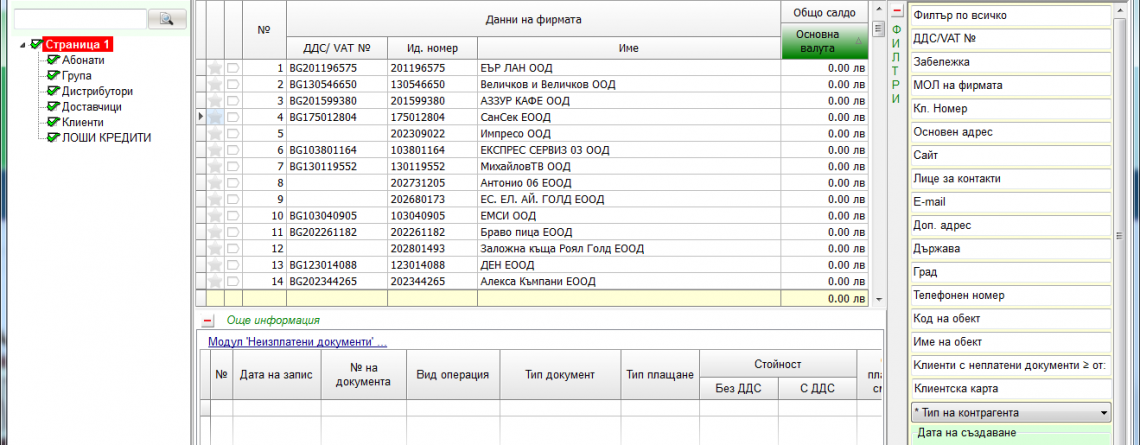 Страница 1
Абонати
Група
Дистрибутори
Доставчици
Клиенти
ЛОШИ КРЕДИТИ
№ Данни на фирмата Общо салдо
ДДС/ VAT № Ид. номер Име Основна валута
1 BG201196575 201196575 ЕЪР ЛАН ООД 0.00 лв
2 BG130546650 130546650 Величков и Величков ООД 0.00 лв
3 BG201599380 201599380 АЗЗУР КАФЕ ООД 0.00 лв
4 BG175012804 175012804 СанСек ЕООД 0.00 лв
5 202309022 Импресо ООД 0.00 лв
6 BG103801164 103801164 ЕКСПРЕС СЕРВИЗ 03 ООД 0.00 лв
7 BG130119552 130119552 МихайловТВ ООД 0.00 лв
8 202731205 Антонио 06 ЕООД 0.00 лв
9 202680173 ЕС. ЕЛ. АЙ. ГОЛД ЕООД 0.00 лв
10 BG103040905 103040905 ЕМСИ ООД 0.00 лв
11 BG202261182 202261182 Браво пица ЕООД 0.00 лв
12 202801493 Заложна къща Роял Голд ЕООД 0.00 лв
13 BG123014088 123014088 ДЕН ЕООД 0.00 лв
14 BG202344265 202344265 Алекса Къмпани ЕООД 0.00 лв
0.00 лв
Още информация
Модул 'Неизплатени документи' ...
№ Дата на запис № на документа Вид операция Тип документ Тип плащане Стойност
Без ДДС С ДДС
ФИЛТРИ
Филтър по всичко
ДДС/VAT №
Забележка
МОЛ на фирмата
Кл. Номер
Основен адрес
Сайт
Лице за контакти
E-mail
Доп. адрес
Държава
Град
Телефонен номер
Код на обект
Име на обект
Клиенти с неплатени документи ≥ от:
Клиентска карта
* Тип на контрагента
Дата на създаване